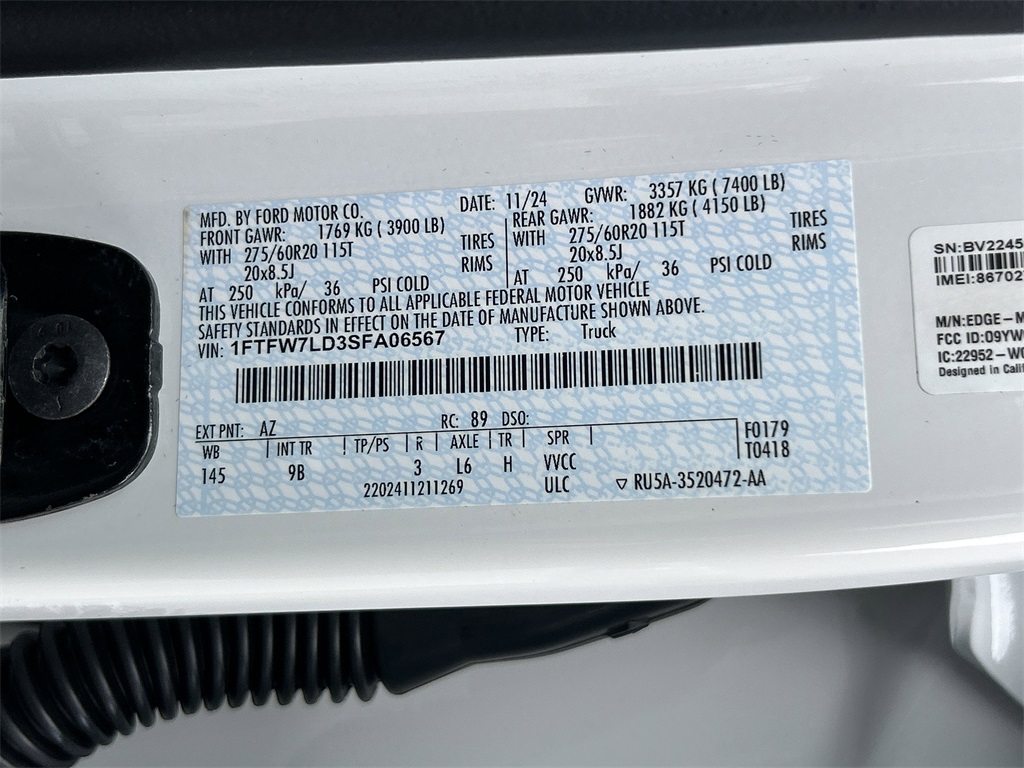 MFD. BY FORD MOTOR CO. DATE: 11/24 GVWR: 3357 KG ( 7400 LB)
FRONT GAWR: 1769 KG ( 3900 LB) REAR GAWR: 1882 KG ( 4150 LB)
WITH 275/60R20 115T TIRES WITH 275/60R20 115T TIRES
20x8.5J RIMS 20x8.5J RIMS
AT 250 kPa/ 36 PSI COLD AT 250 kPa/ 36 PSI COLD
THIS VEHICLE CONFORMS TO ALL APPLICABLE FEDERAL MOTOR VEHICLE
SAFETY STANDARDS IN EFFECT ON THE DATE OF MANUFACTURE SHOWN ABOVE.
VIN: 1FTFW7LD3SFA06567 TYPE: Truck
EXT PNT: AZ RC: 89 DSO:
WB INT TR TP/PS R AXLE TR SPR F0179
145 9B 3 L6 H VVCC T0418
2202411211269 ULC ▽ RU5A-3520472-AA
SN:BV2245
IMEI:86702
M/N:EDGE-M
FCC ID:09YW
IC:22952-W
Designed in Calif